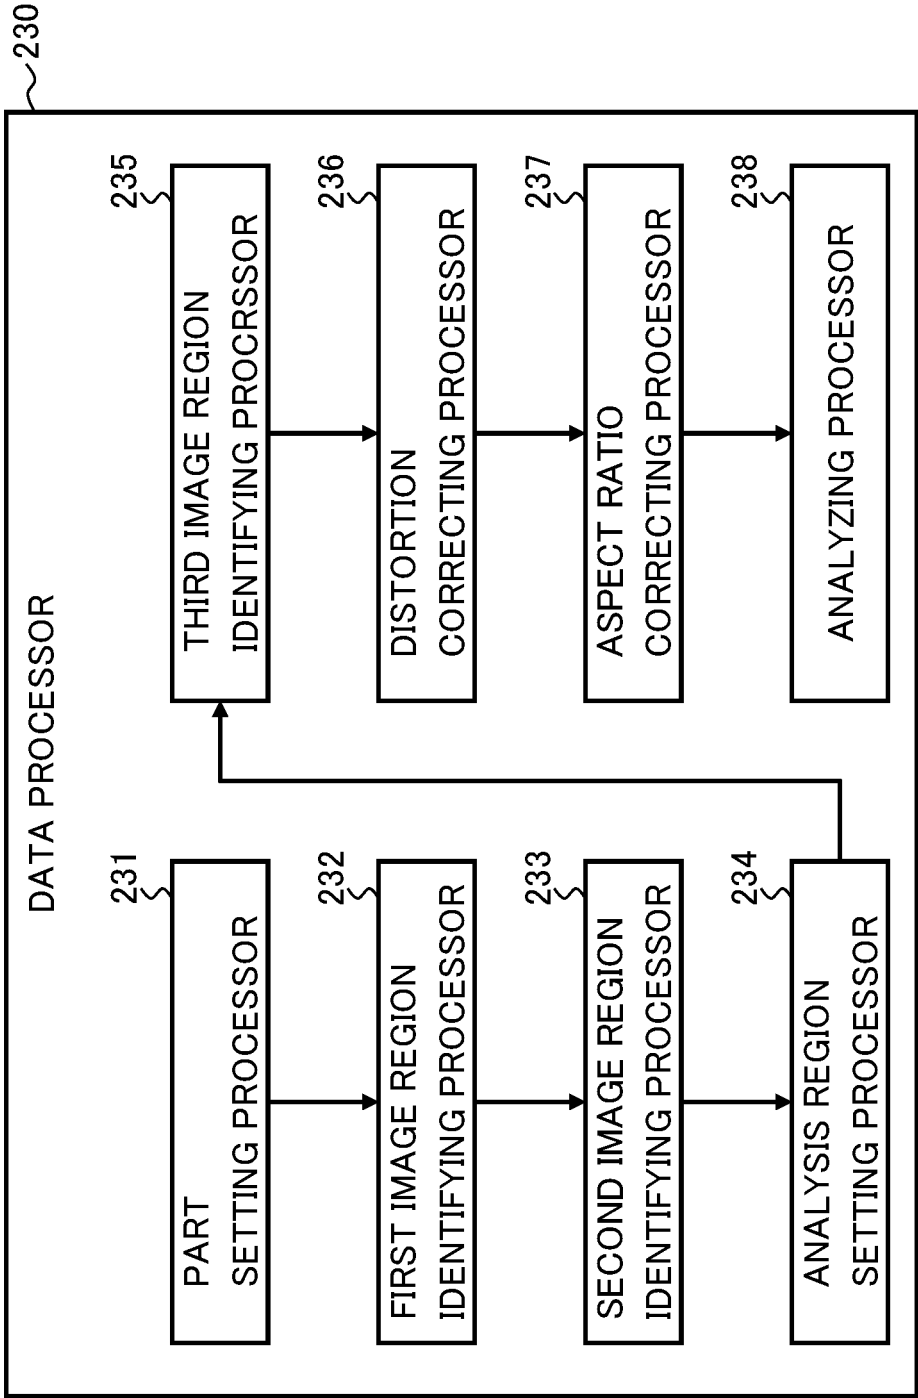 230
DATA PROCESSOR
231
PART
SETTING PROCESSOR
232
FIRST IMAGE REGION
IDENTIFYING PROCESSOR
233
SECOND IMAGE REGION
IDENTIFYING PROCESSOR
234
ANALYSIS REGION
SETTING PROCESSOR
235
THIRD IMAGE REGION
IDENTIFYING PROCRSSOR
236
DISTORTION
CORRECTING PROCESSOR
237
ASPECT RATIO
CORRECTING PROCESSOR
238
ANALYZING PROCESSOR